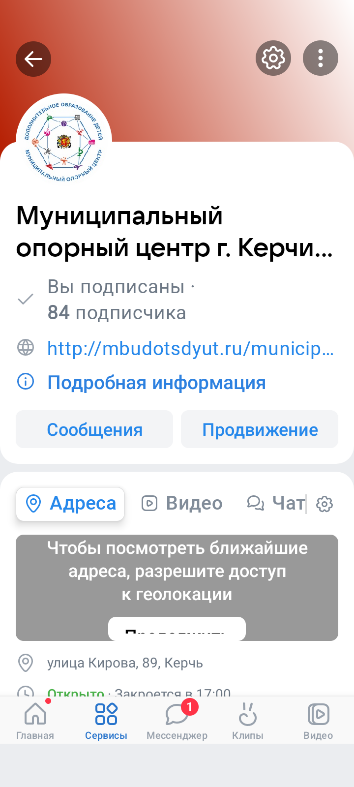 ДОПОЛНИТЕЛЬНОЕ ОБРАЗОВАНИЕ ДЕТЕЙ
МУНИЦИПАЛЬНЫЙ ОПОРНЫЙ ЦЕНТР
Муниципальный
опорный центр г. Керчи...
Вы подписаны ·
84 подписчика
http://mbudotsdyut.ru/municip...
Подробная информация
Сообщения
Продвижение
Адреса
Видео
Чат
Чтобы посмотреть ближайшие
адреса, разрешите доступ
к геолокации
Продолжить
улица Кирова, 89, Керчь
Открыто · Закроется в 17:00
1
Главная
Сервисы
Мессенджер
Клипы
Видео